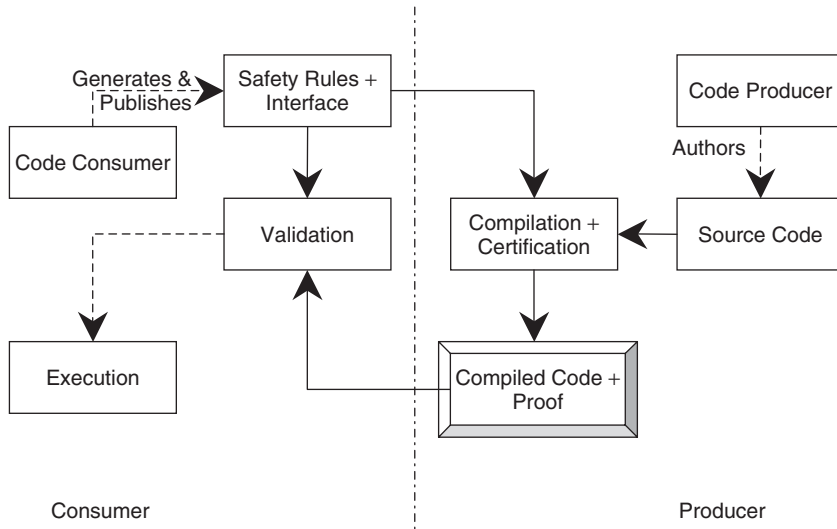 Generates &
Publishes
Safety Rules +
Interface
Code Producer
Code Consumer
Authors
Validation
Compilation +
Certification
Source Code
Execution
Compiled Code +
Proof
Consumer
Producer